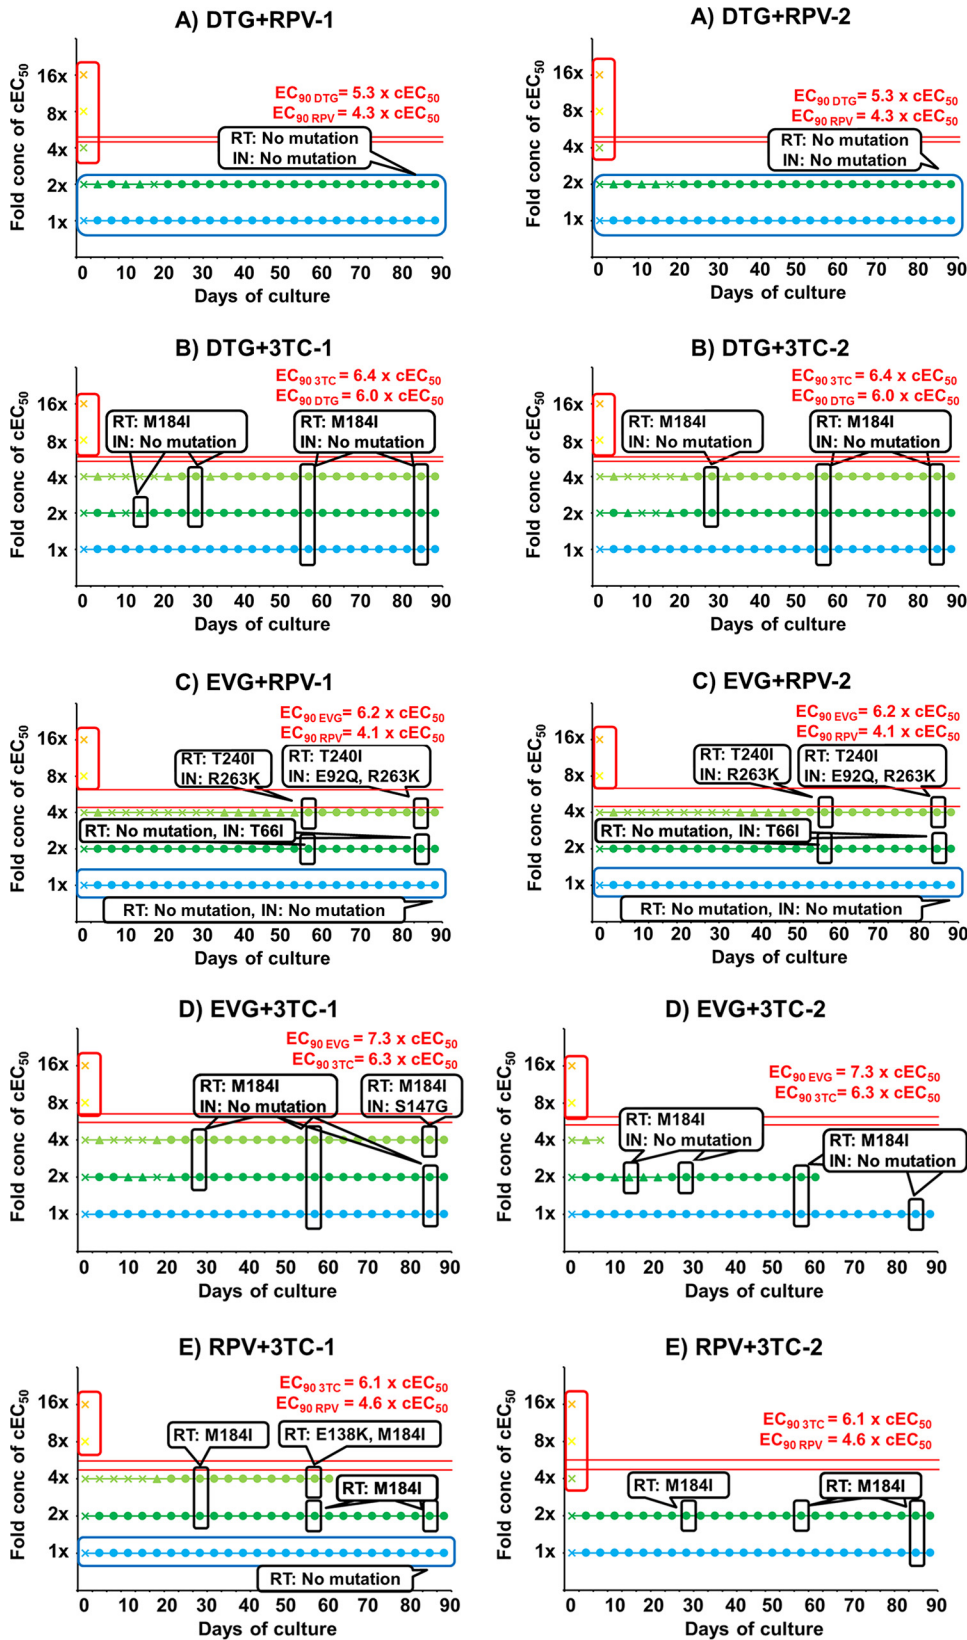 A) DTG+RPV-1
Fold conc of cEC50
16x
8x
4x
2x
1x
EC90 DTG= 5.3 x cEC50
EC90 RPV= 4.3 x cEC50
RT: No mutation
IN: No mutation
0 10 20 30 40 50 60 70 80 90
Days of culture
A) DTG+RPV-2
Fold conc of cEC50
16x
8x
4x
2x
1x
EC90 DTG= 5.3 x cEC50
EC90 RPV= 4.3 x cEC50
RT: No mutation
IN: No mutation
0 10 20 30 40 50 60 70 80 90
Days of culture
B) DTG+3TC-1
Fold conc of cEC50
16x
8x
4x
2x
1x
EC90 3TC= 6.4 x cEC50
EC90 DTG= 6.0 x cEC50
RT: M184I
IN: No mutation
RT: M184I
IN: No mutation
0 10 20 30 40 50 60 70 80 90
Days of culture
B) DTG+3TC-2
Fold conc of cEC50
16x
8x
4x
2x
1x
EC90 3TC= 6.4 x cEC50
EC90 DTG= 6.0 x cEC50
RT: M184I
IN: No mutation
RT: M184I
IN: No mutation
0 10 20 30 40 50 60 70 80 90
Days of culture
C) EVG+RPV-1
Fold conc of cEC50
16x
8x
4x
2x
1x
EC90 EVG= 6.2 x cEC50
EC90 RPV= 4.1 x cEC50
RT: T240I
IN: R263K
RT: T240I
IN: E92Q, R263K
RT: No mutation, IN: T66I
RT: No mutation, IN: No mutation
0 10 20 30 40 50 60 70 80 90
Days of culture
C) EVG+RPV-2
Fold conc of cEC50
16x
8x
4x
2x
1x
EC90 EVG= 6.2 x cEC50
EC90 RPV= 4.1 x cEC50
RT: T240I
IN: R263K
RT: T240I
IN: E92Q, R263K
RT: No mutation, IN: T66I
RT: No mutation, IN: No mutation
0 10 20 30 40 50 60 70 80 90
Days of culture
D) EVG+3TC-1
Fold conc of cEC50
16x
8x
4x
2x
1x
EC90 EVG = 7.3 x cEC50
EC90 3TC= 6.3 x cEC50
RT: M184I
IN: No mutation
RT: M184I
IN: S147G
0 10 20 30 40 50 60 70 80 90
Days of culture
D) EVG+3TC-2
Fold conc of cEC50
16x
8x
4x
2x
1x
EC90 EVG = 7.3 x cEC50
EC90 3TC= 6.3 x cEC50
RT: M184I
IN: No mutation
RT: M184I
IN: No mutation
0 10 20 30 40 50 60 70 80 90
Days of culture
E) RPV+3TC-1
Fold conc of cEC50
16x
8x
4x
2x
1x
EC90 3TC = 6.1 x cEC50
EC90 RPV= 4.6 x cEC50
RT: M184I
RT: E138K, M184I
RT: M184I
RT: No mutation
0 10 20 30 40 50 60 70 80 90
Days of culture
E) RPV+3TC-2
Fold conc of cEC50
16x
8x
4x
2x
1x
EC90 3TC = 6.1 x cEC50
EC90 RPV= 4.6 x cEC50
RT: M184I
RT: M184I
0 10 20 30 40 50 60 70 80 90
Days of culture